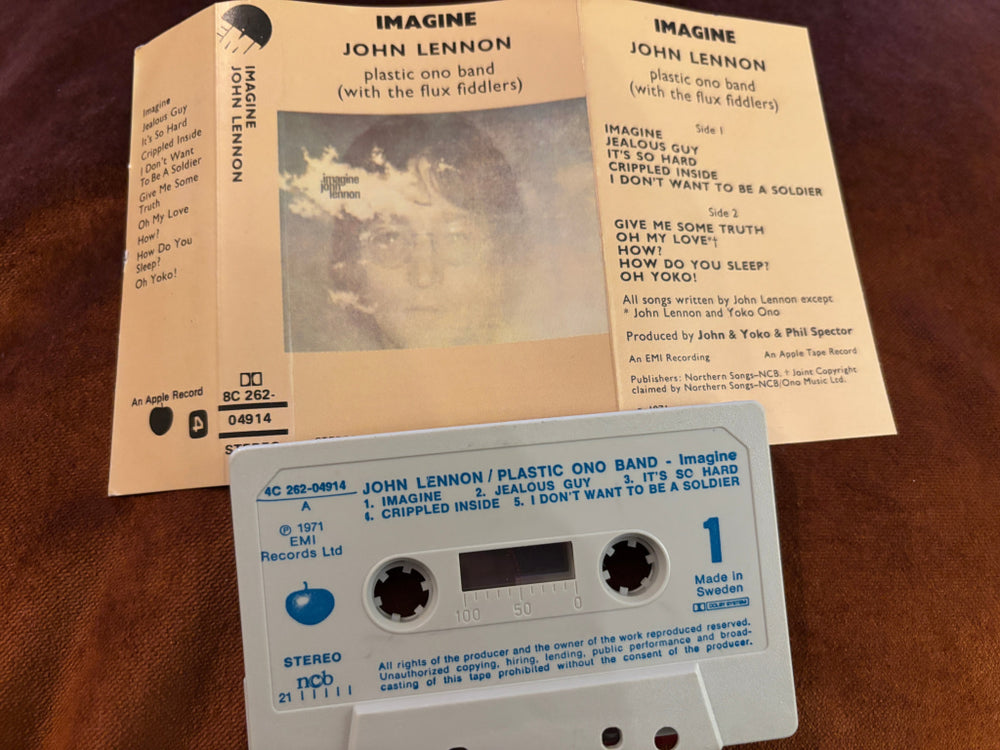 Imagine
Jealous Guy
It's So Hard
Crippled Inside
I Don't Want
To Be A Soldier
Give Me Some
Truth
Oh My Love
How?
How Do You
Sleep?
Oh Yoko!
An Apple Record
4
IMAGINE
JOHN LENNON
8C 262-
04914
STEREO
IMAGINE
JOHN LENNON
plastic ono band
(with the flux fiddlers)
imagine
john
lennon
IMAGINE
JOHN LENNON
plastic ono band
(with the flux fiddlers)
Side 1
IMAGINE
JEALOUS GUY
IT'S SO HARD
CRIPPLED INSIDE
I DON'T WANT TO BE A SOLDIER
Side 2
GIVE ME SOME TRUTH
OH MY LOVE*†
HOW?
HOW DO YOU SLEEP?
OH YOKO!
All songs written by John Lennon except
* John Lennon and Yoko Ono
Produced by John & Yoko & Phil Spector
An EMI Recording An Apple Tape Record
Publishers: Northern Songs-NCB. † Joint Copyright
claimed by Northern Songs-NCB/Ono Music Ltd.
4C 262-04914
A
JOHN LENNON / PLASTIC ONO BAND - Imagine
1. IMAGINE 2. JEALOUS GUY 3. IT'S SO HARD
4. CRIPPLED INSIDE 5. I DON'T WANT TO BE A SOLDIER
℗ 1971
EMI
Records Ltd
1
Made in
Sweden
DOLBY SYSTEM
100 50 0
STEREO
ncb
21
All rights of the producer and the owner of the work reproduced reserved.
Unauthorized copying, hiring, lending, public performance and broad-
casting of this tape prohibited without the consent of the producer.